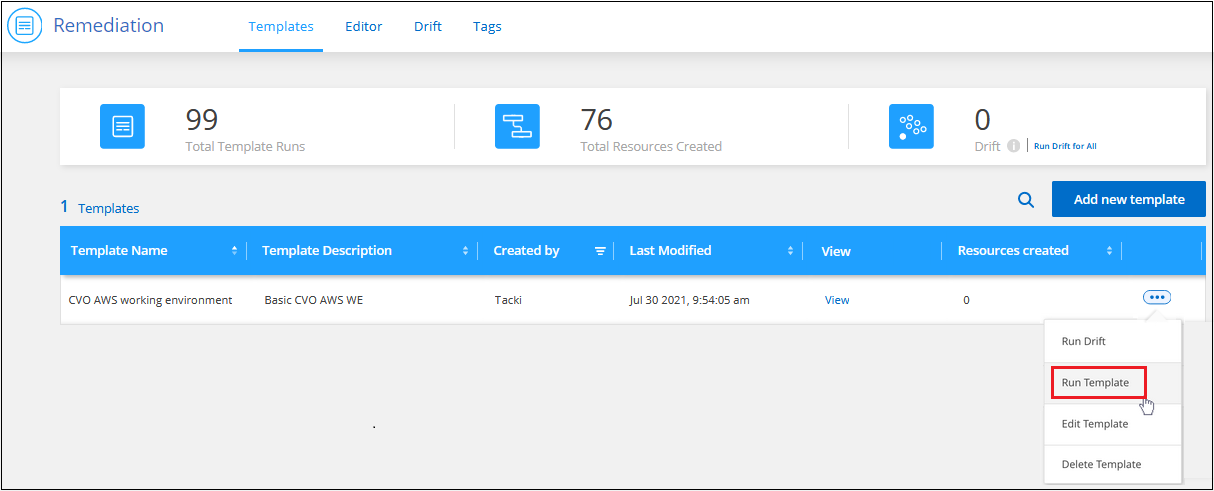 Remediation Templates Editor Drift Tags
99 76 0
Total Template Runs Total Resources Created Drift i Run Drift for All
1 Templates Add new template
Template Name Template Description Created by Last Modified View Resources created
CVO AWS working environment Basic CVO AWS WE Tacki Jul 30 2021, 9:54:05 am View 0
Run Drift
Run Template
Edit Template
Delete Template